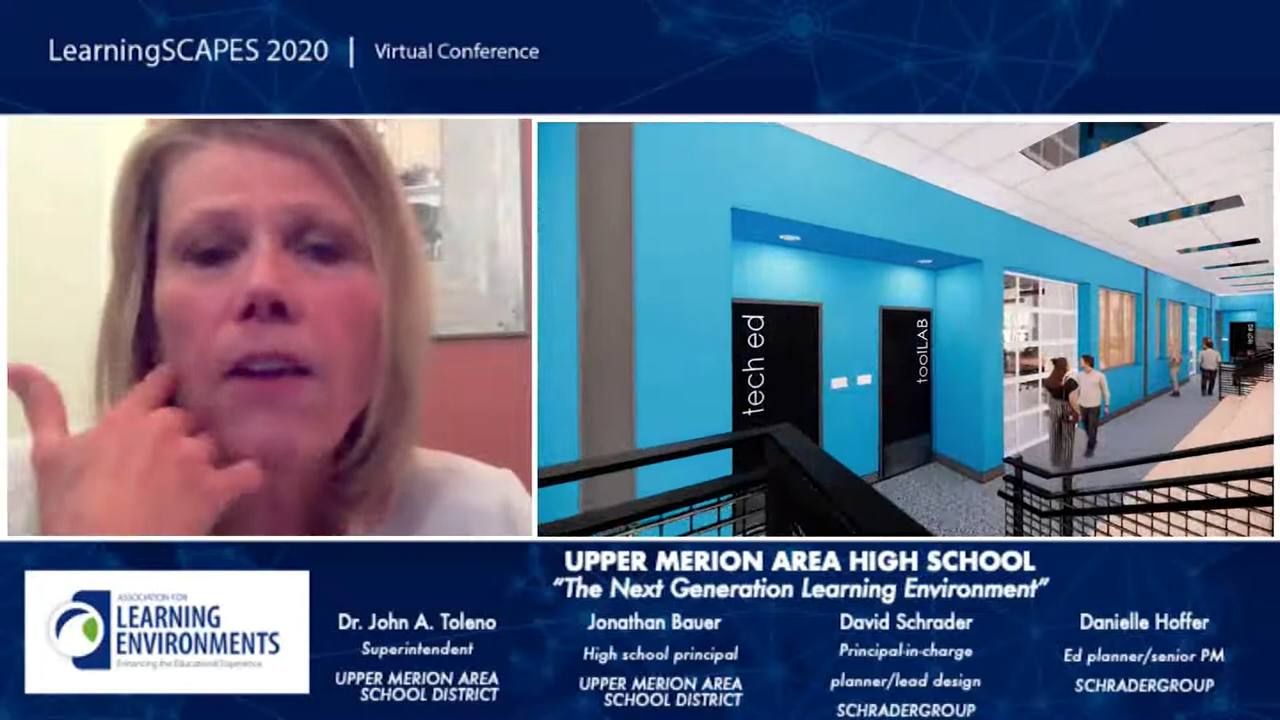 LearningSCAPES 2020 | Virtual Conference
tech ed
toolLAB
tech ed
UPPER MERION AREA HIGH SCHOOL
“The Next Generation Learning Environment”
ASSOCIATION FOR
LEARNING
ENVIRONMENTS
Enhancing the Educational Experience
Dr. John A. Toleno
Superintendent
UPPER MERION AREA
SCHOOL DISTRICT
Jonathan Bauer
High school principal
UPPER MERION AREA
SCHOOL DISTRICT
David Schrader
Principal-in-charge
planner/lead design
SCHRADERGROUP
Danielle Hoffer
Ed planner/senior PM
SCHRADERGROUP